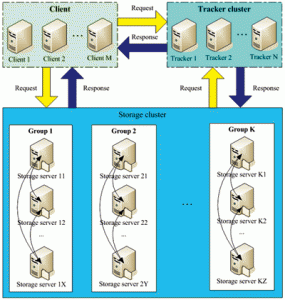 Client
Request
Tracker cluster
Response
Client 1
Client 2
Client M
Tracker 1
Tracker 2
Tracker N
...
...
Request
Response
Request
Response
Storage cluster
Group 1
Group 2
Group K
Storage server 11
Storage server 21
Storage server K1
Storage server 12
Storage server 22
Storage server K2
...
...
...
...
Storage server 1X
Storage server 2Y
Storage server KZ